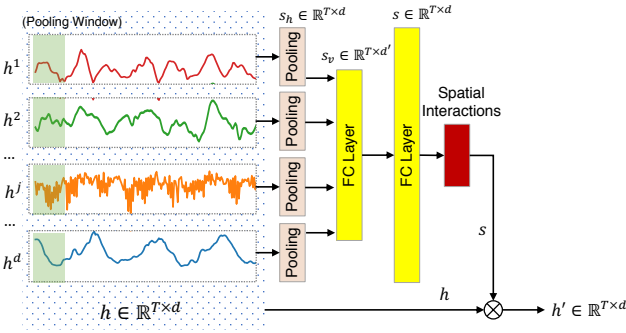 (Pooling Window)
s_h ∈ ℝ^{T×d}
s ∈ ℝ^{T×d}
s_v ∈ ℝ^{T×d′}
h^1
Pooling
h^2
Pooling
...
h^j
Pooling
...
h^d
Pooling
FC Layer
FC Layer
Spatial
Interactions
s
h ∈ ℝ^{T×d}
h
h′ ∈ ℝ^{T×d}